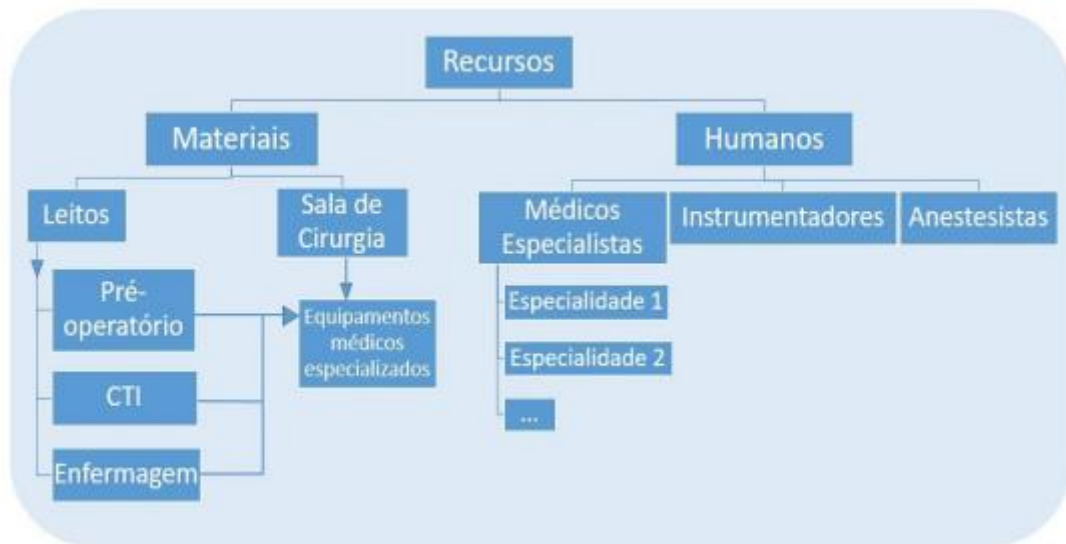 Recursos
Materiais
Humanos
Leitos
Sala de
Cirurgia
Médicos
Especialistas
Instrumentadores
Anestesistas
Pré-
operatório
Equipamentos
médicos
especializados
Especialidade 1
Especialidade 2
CTI
...
Enfermagem